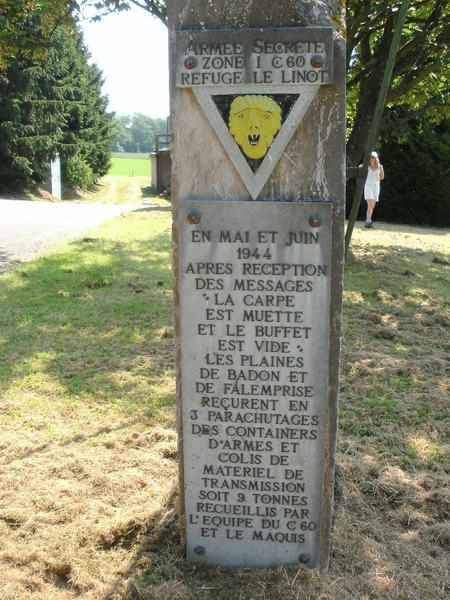 ARMEE SECRETE
ZONE I C 60
REFUGE LE LINOT
EN MAI ET JUIN
1944
APRES RECEPTION
DES MESSAGES
"LA CARPE
EST MUETTE
ET LE BUFFET
EST VIDE"
LES PLAINES
DE BADON ET
DE FALEMPRISE
REÇURENT EN
3 PARACHUTAGES
DES CONTAINERS
D'ARMES ET
COLIS DE
MATERIEL DE
TRANSMISSION
SOIT 9 TONNES
RECUEILLIS PAR
L'EQUIPE DU C 60
ET LE MAQUIS